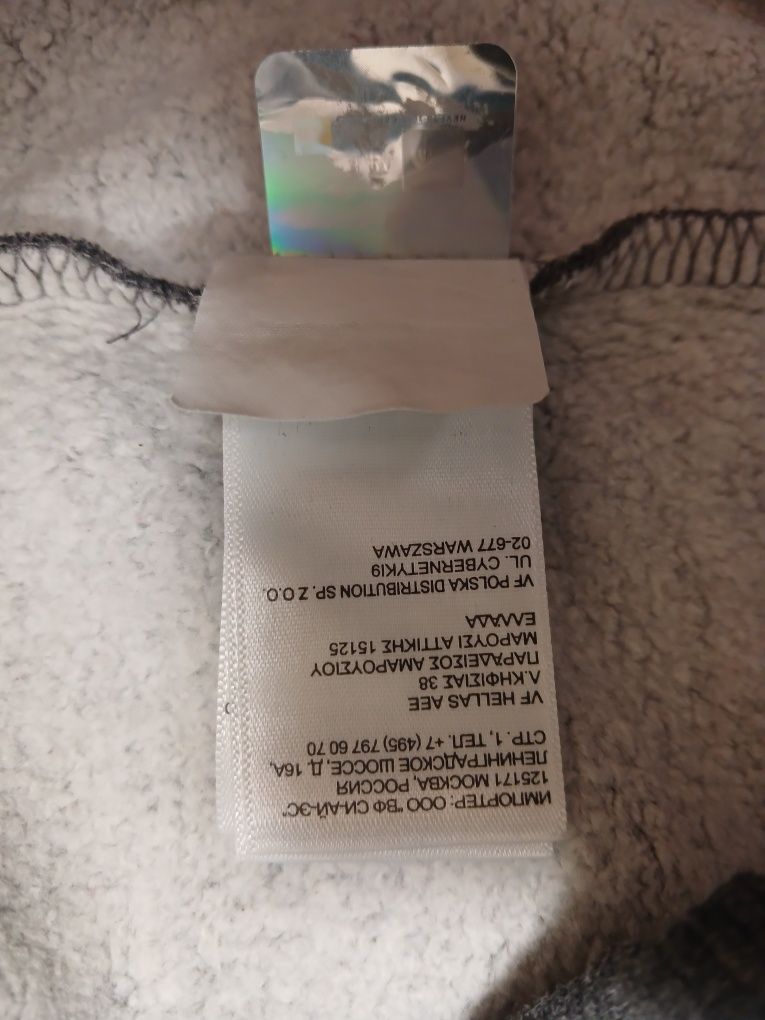 ИМПОРТЕР: ООО "ВФ СИ-АЙ-ЭС"
125171 МОСКВА, РОССИЯ
ЛЕНИНГРАДСКОЕ ШОССЕ, Д. 16А,
СТР. 1, ТЕЛ. +7 (495) 797 60 70
VF HELLAS AEE
Λ.ΚΗΦΙΣΙΑΣ 38
ΠΑΡΑΔΕΙΣΟΣ ΑΜΑΡΟΥΣΙΟΥ
ΜΑΡΟΥΣΙ ΑΤΤΙΚΗΣ 15125
ΕΛΛΑΔΑ
VF POLSKA DISTRIBUTION SP. Z O.O.
UL. CYBERNETYKI9
02-677 WARSZAWA